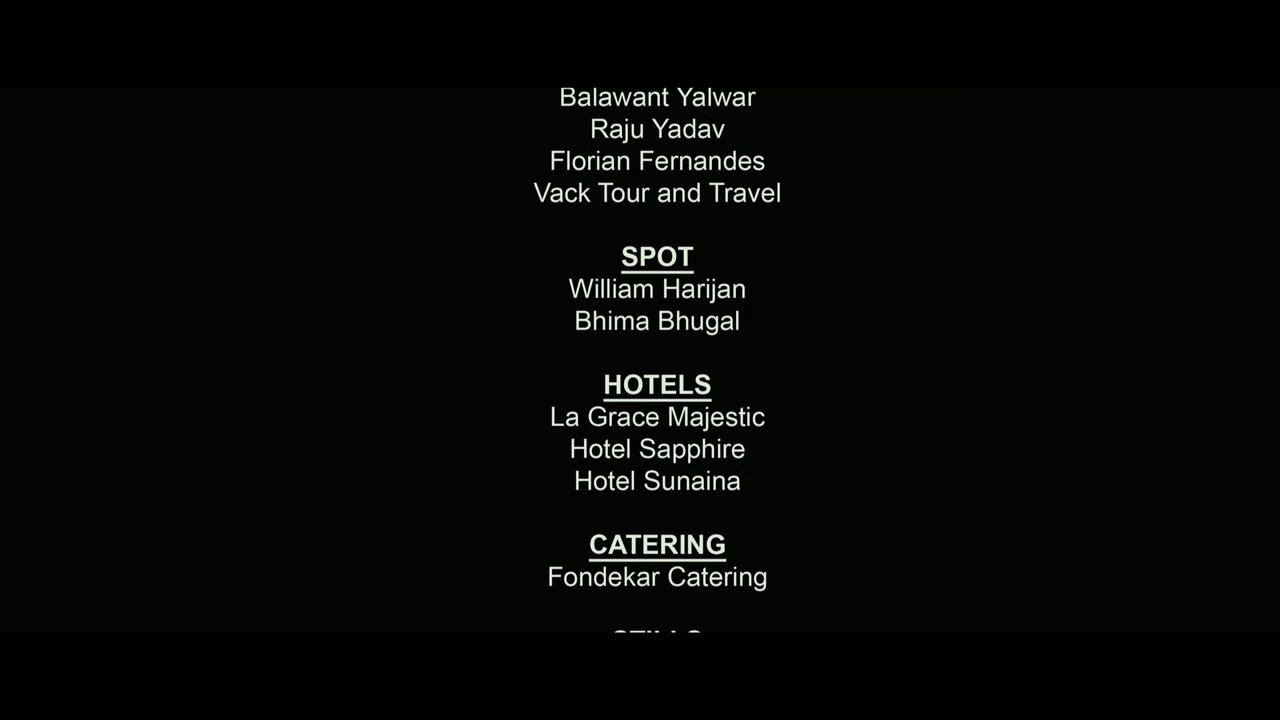 Balawant Yalwar
Raju Yadav
Florian Fernandes
Vack Tour and Travel
SPOT
William Harijan
Bhima Bhugal
HOTELS
La Grace Majestic
Hotel Sapphire
Hotel Sunaina
CATERING
Fondekar Catering
STILLS